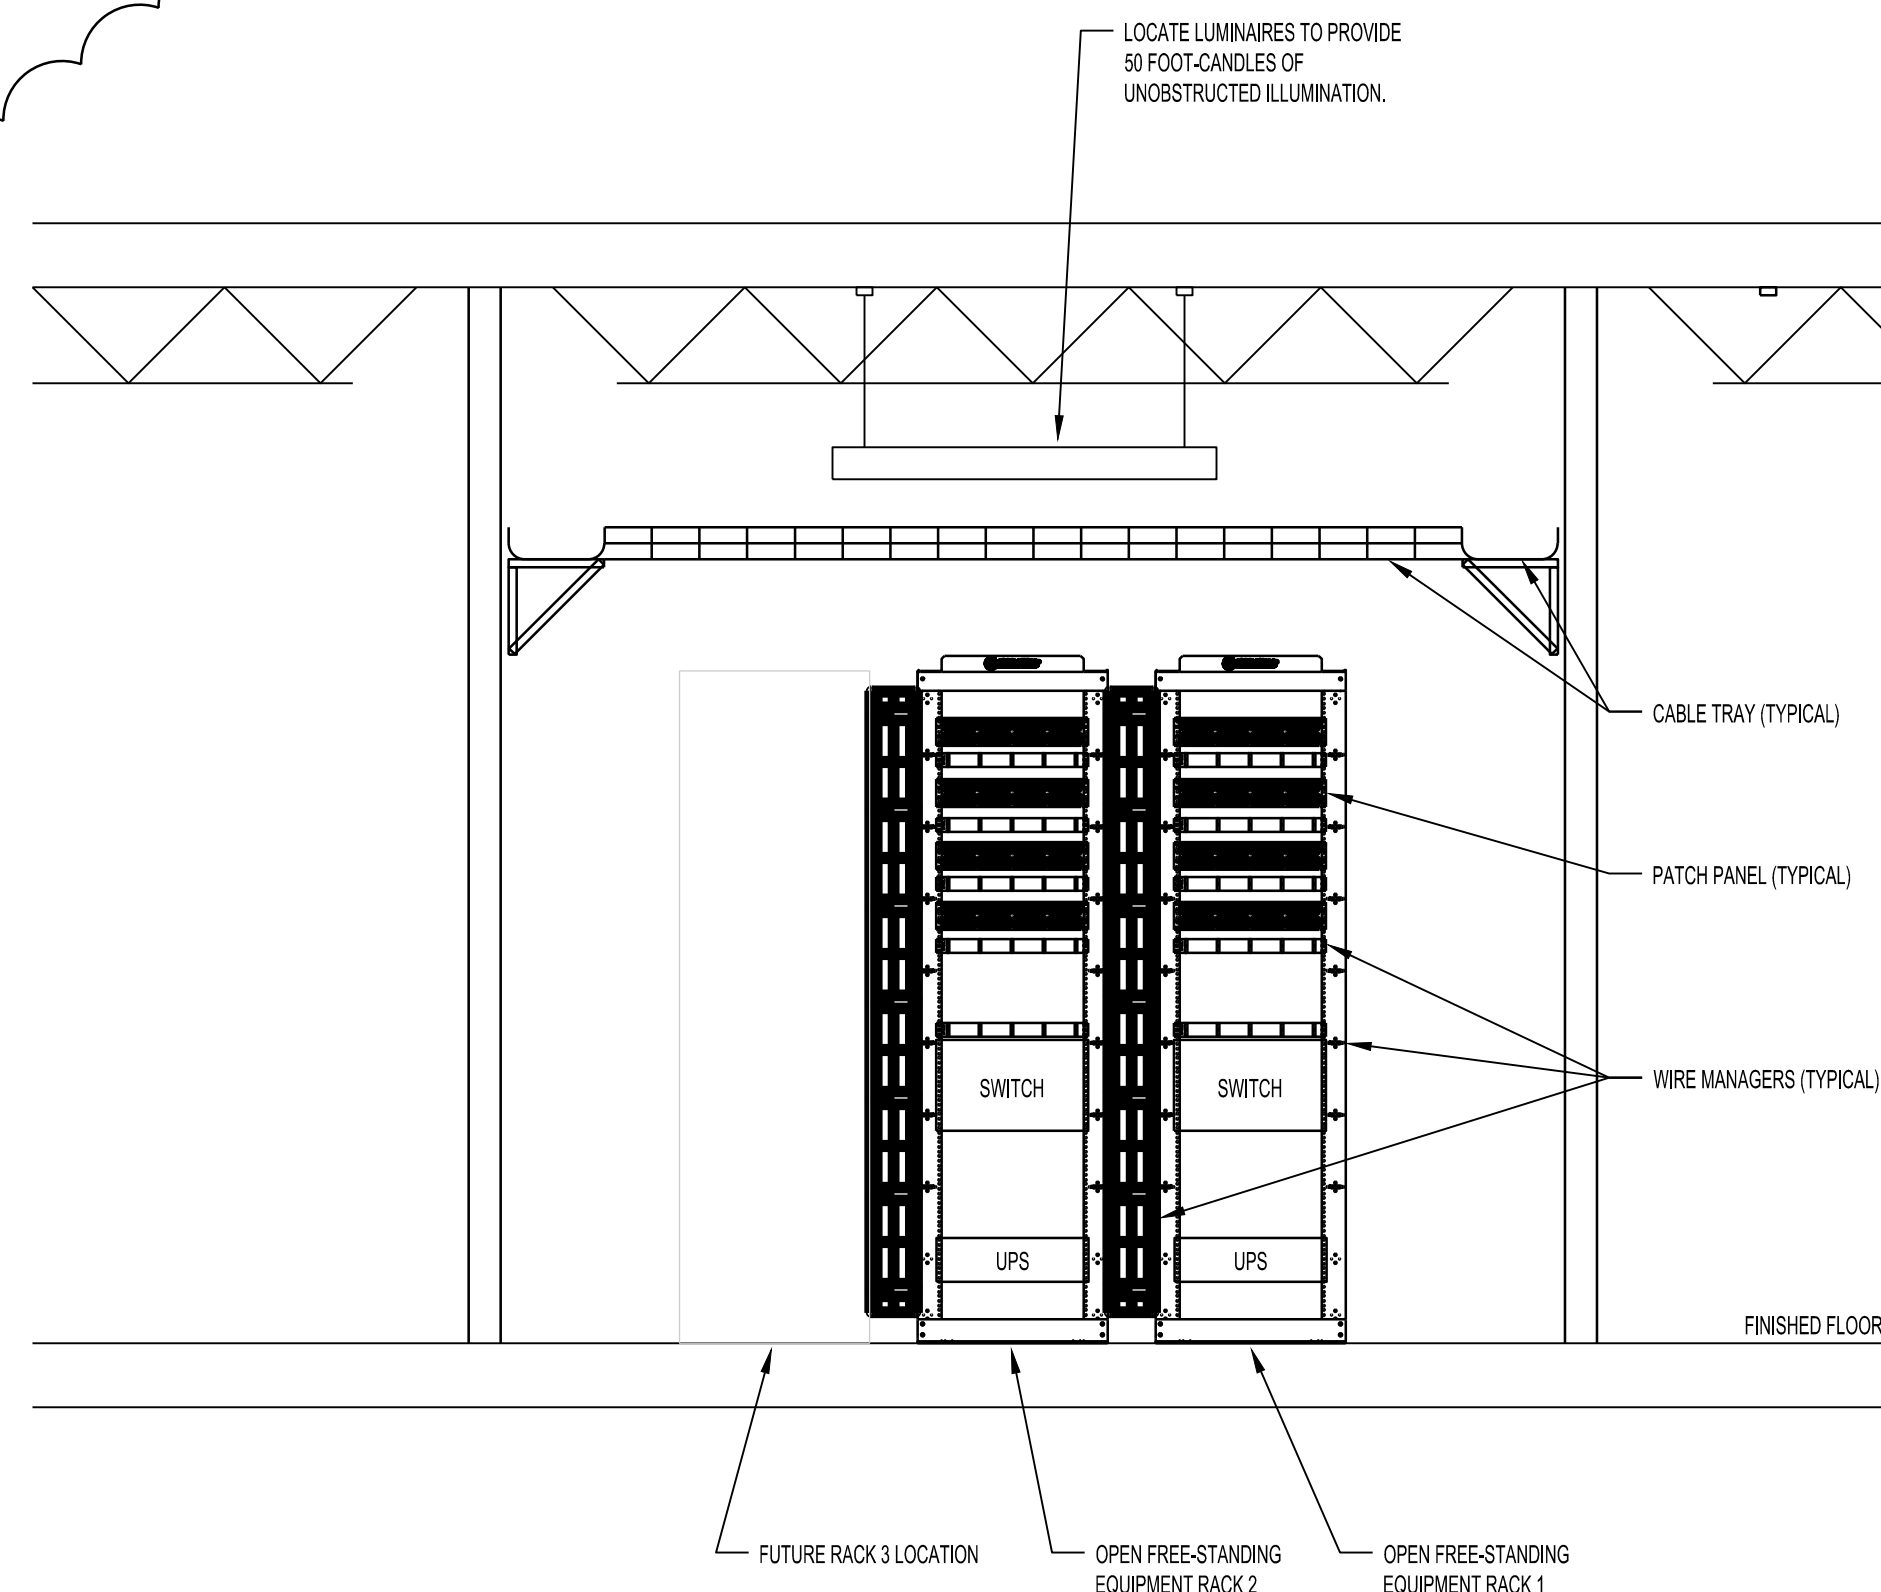 LOCATE LUMINAIRES TO PROVIDE
50 FOOT-CANDLES OF
UNOBSTRUCTED ILLUMINATION.
CABLE TRAY (TYPICAL)
PATCH PANEL (TYPICAL)
WIRE MANAGERS (TYPICAL)
SWITCH
SWITCH
UPS
UPS
FINISHED FLOOR
FUTURE RACK 3 LOCATION
OPEN FREE-STANDING
EQUIPMENT RACK 2
OPEN FREE-STANDING
EQUIPMENT RACK 1